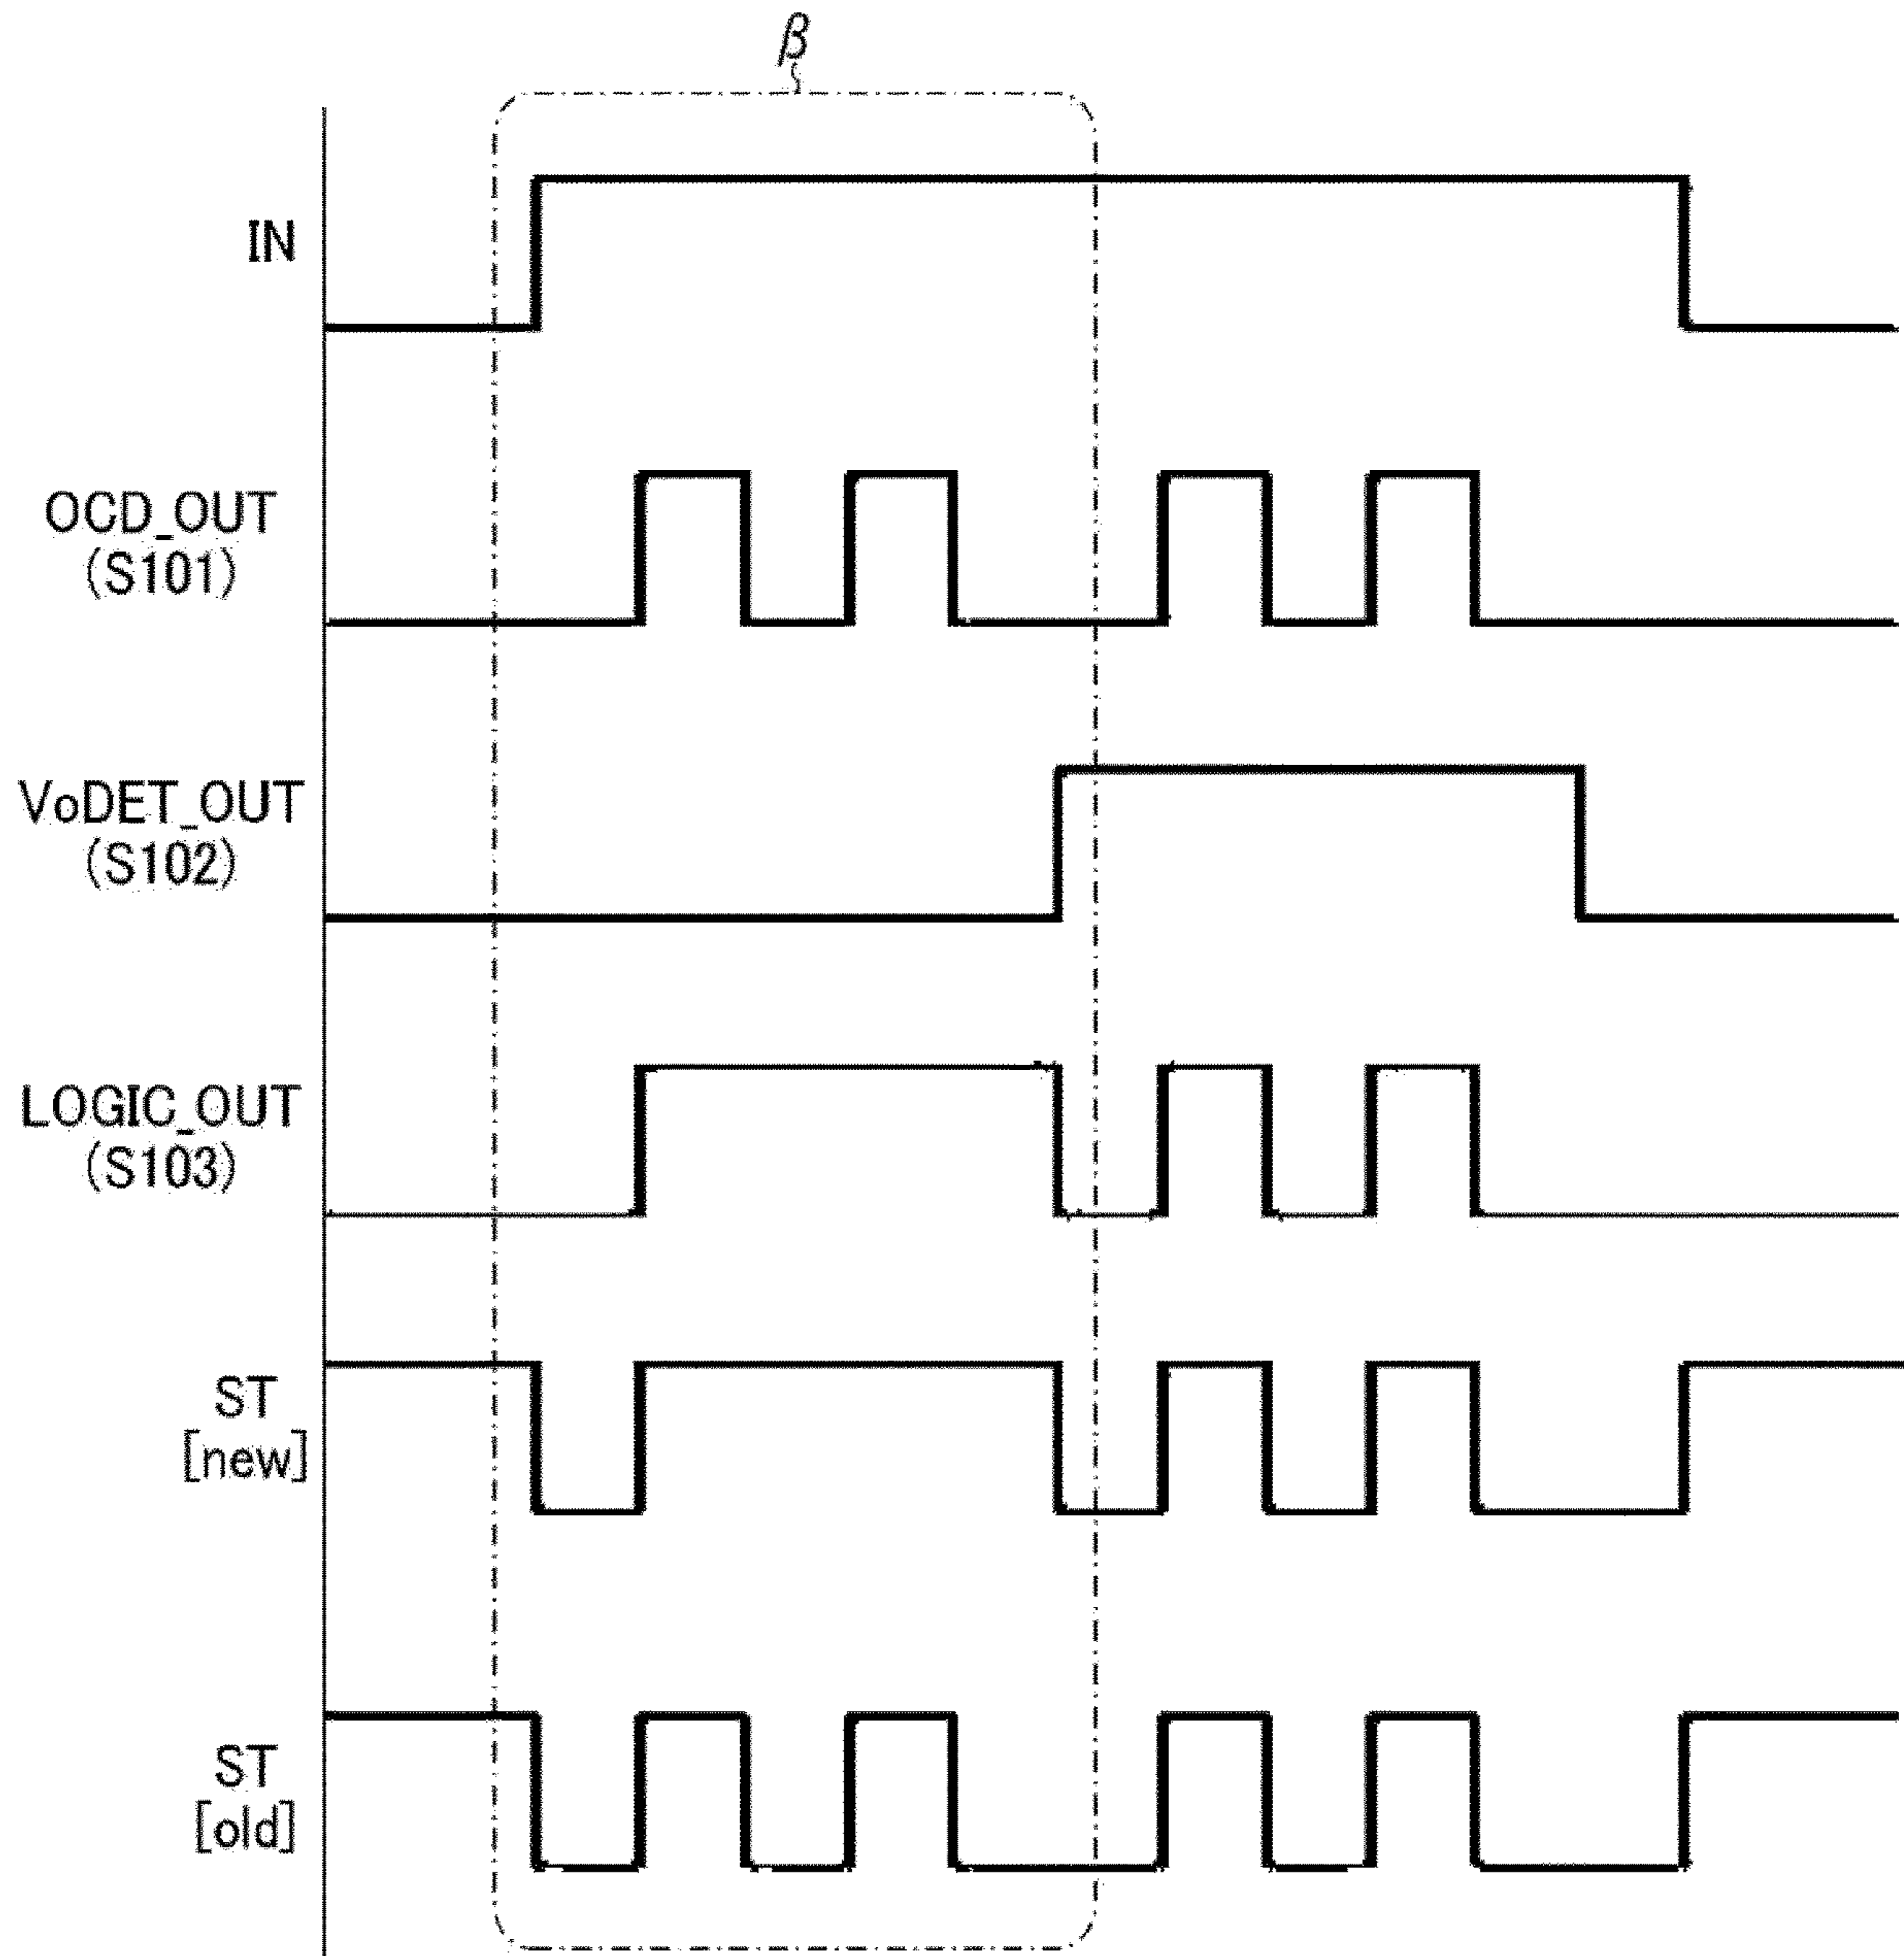 β
IN
OCD_OUT
(S101)
VoDET_OUT
(S102)
LOGIC_OUT
(S103)
ST
[new]
ST
[old]